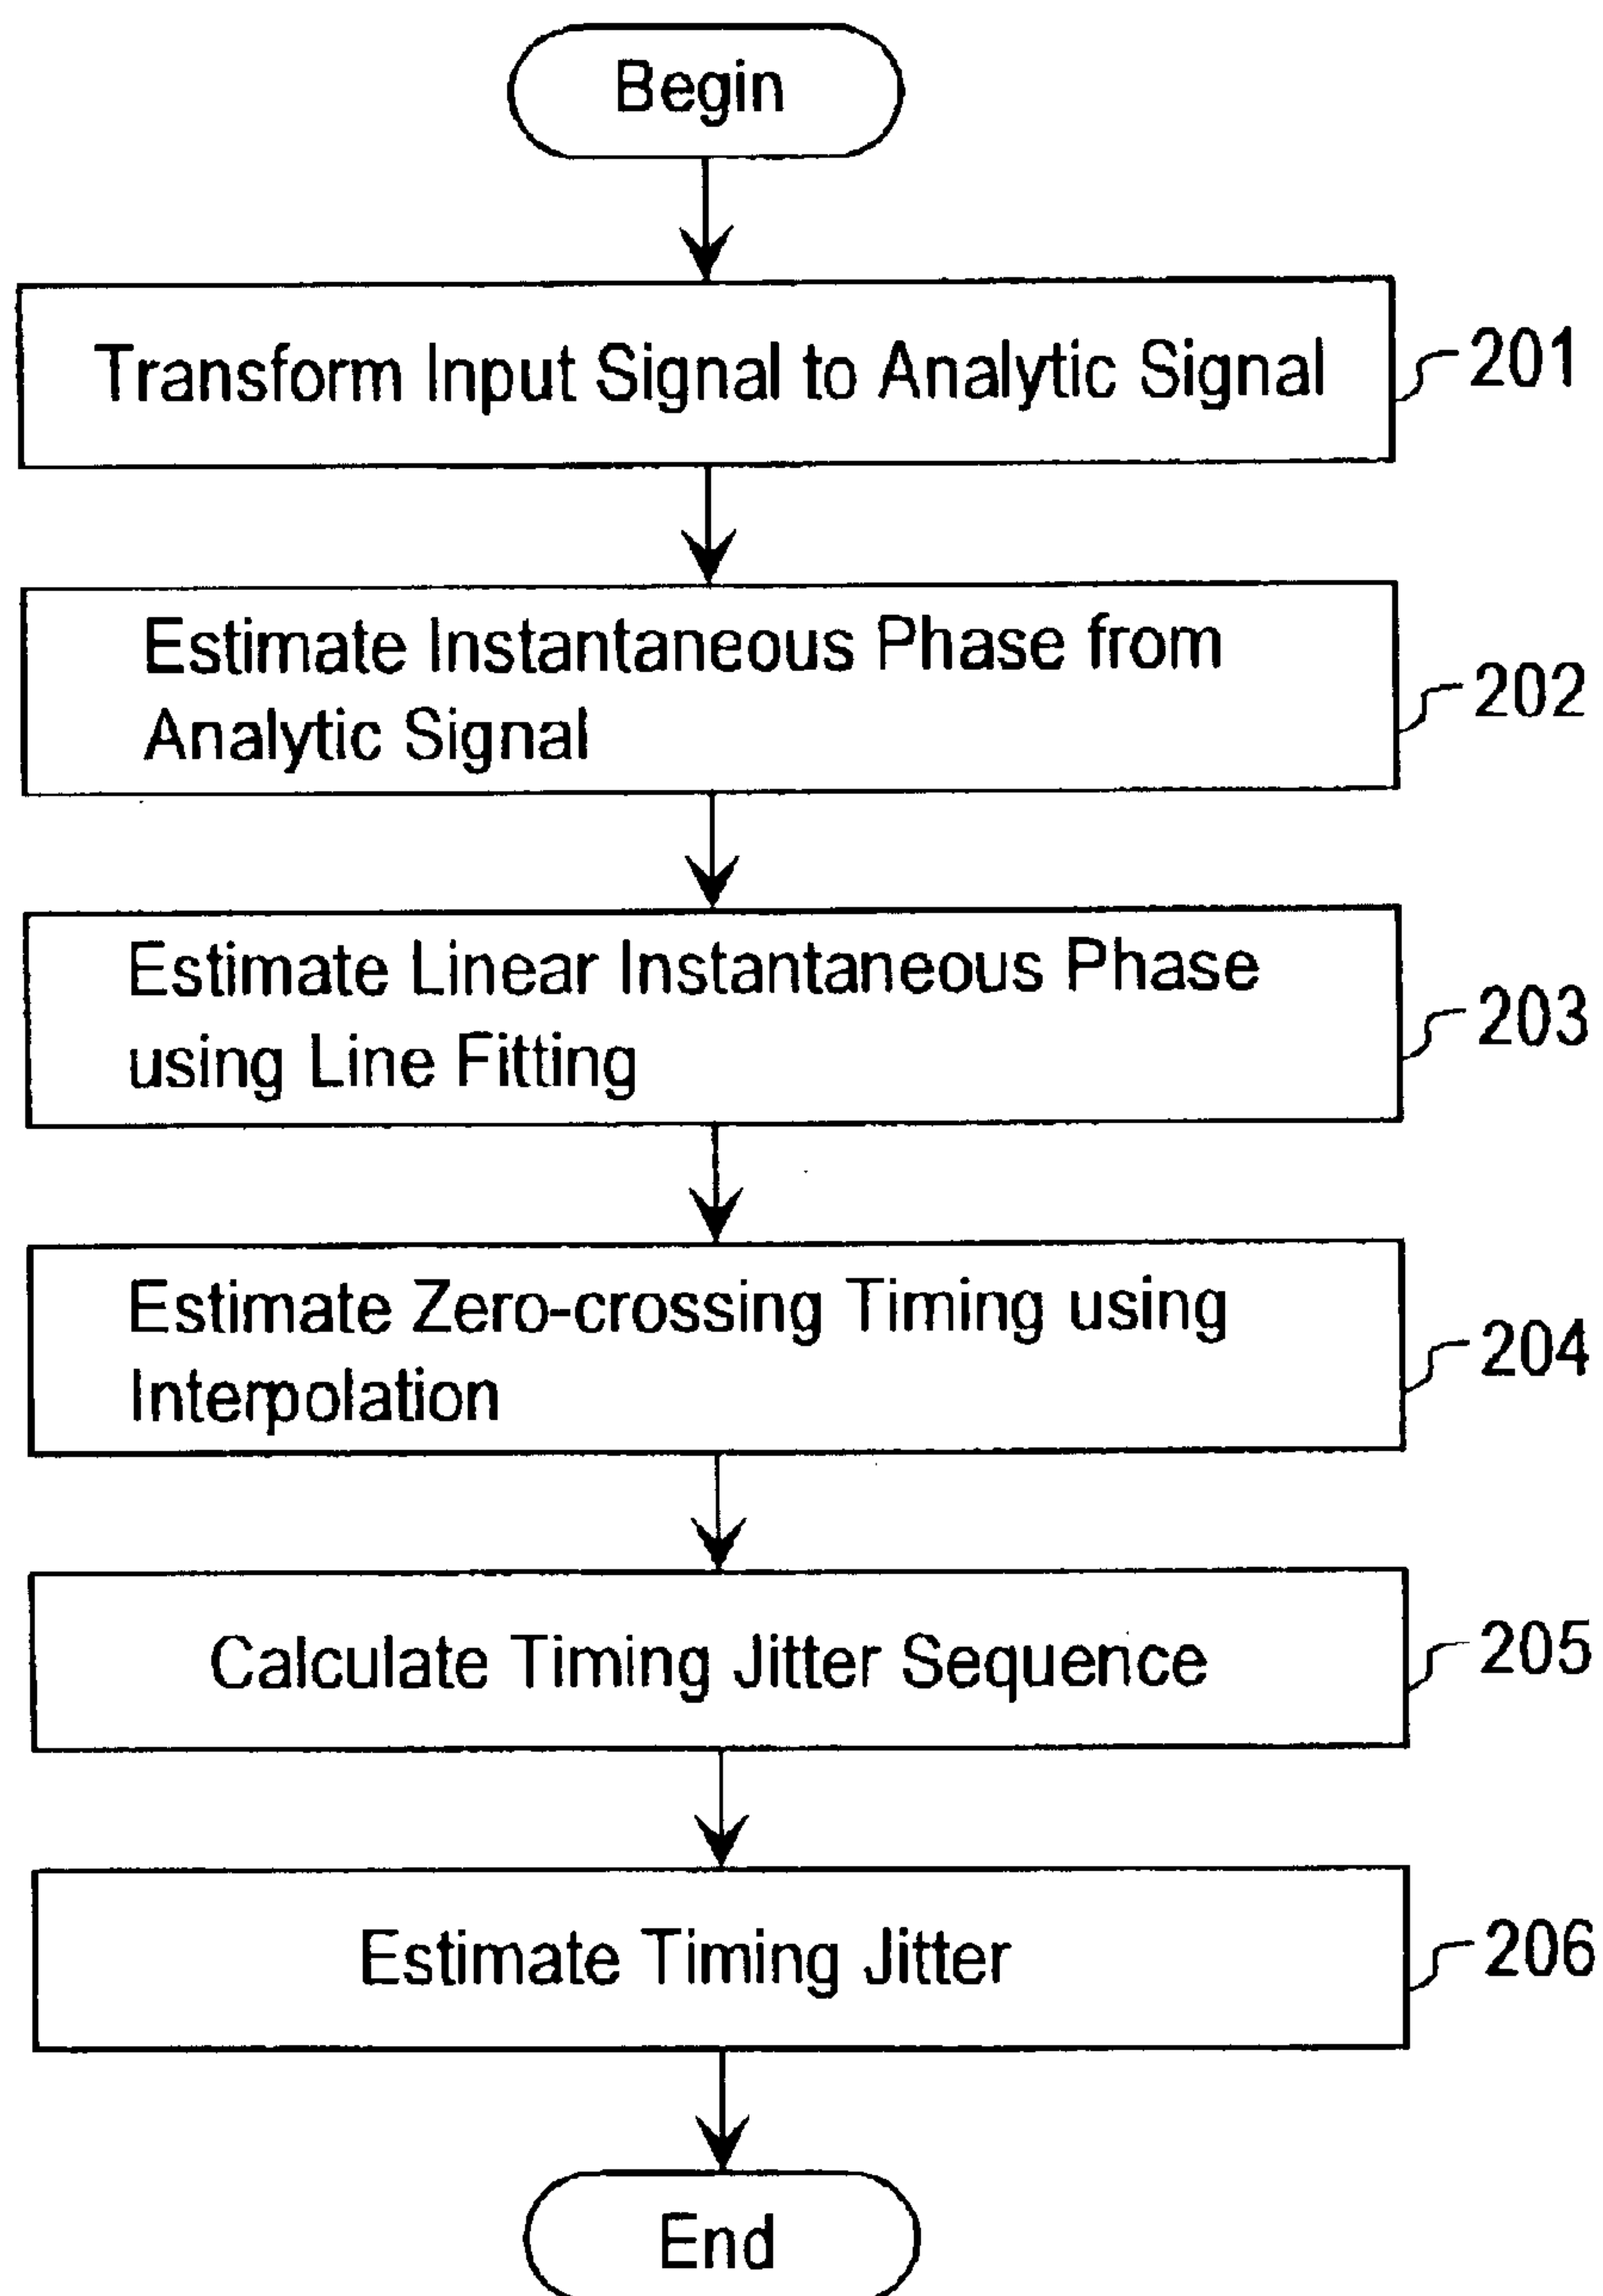 Begin
Transform Input Signal to Analytic Signal
201
Estimate Instantaneous Phase from
Analytic Signal
202
Estimate Linear Instantaneous Phase
using Line Fitting
203
Estimate Zero-crossing Timing using
Interpolation
204
Calculate Timing Jitter Sequence
205
Estimate Timing Jitter
206
End